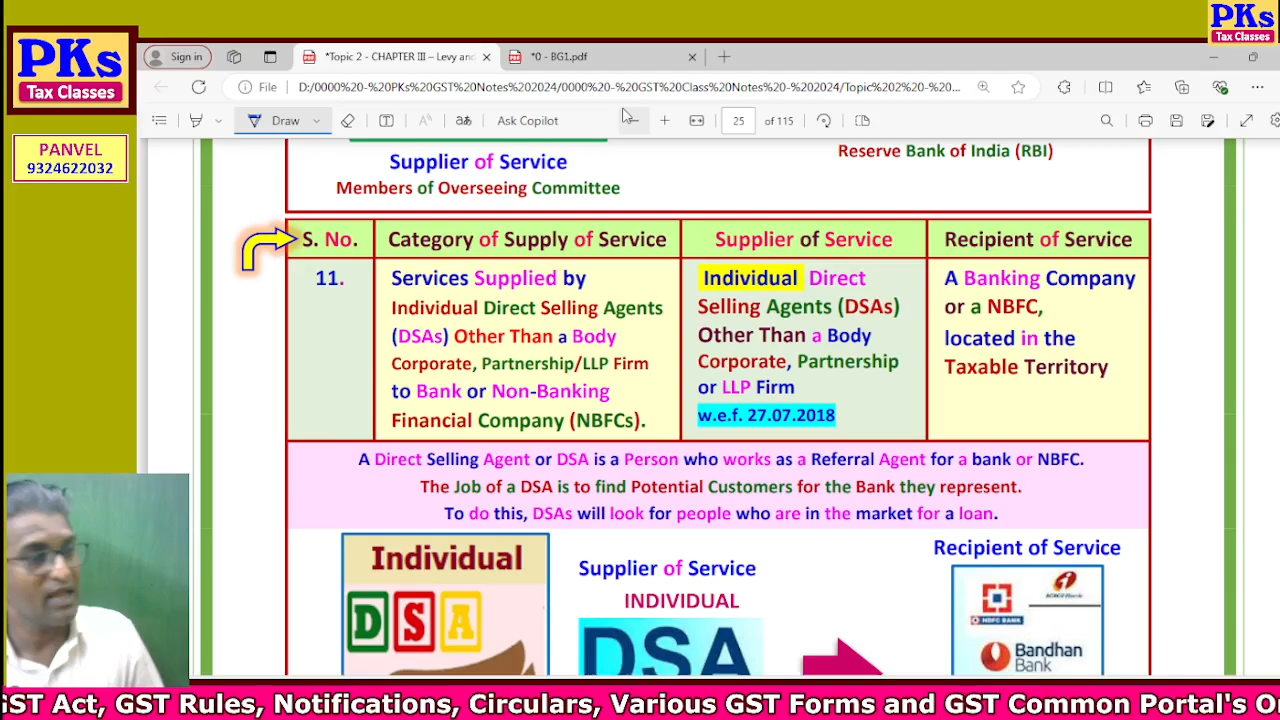 PKs
Tax Classes
PKs
Tax Classes
PANVEL
9324622032
Sign in
*Topic 2 - CHAPTER III – Levy and
*0 - BG1.pdf
File
D:/0000%20-%20PKs%20GST%20Notes%202024/0000%20-%20GST%20Class%20Notes%20-%202024/Topic%202%20-%20...
Draw
Ask Copilot
25
of 115
Supplier of Service
Members of Overseeing Committee
Reserve Bank of India (RBI)
S. No.
Category of Supply of Service
Supplier of Service
Recipient of Service
11.
Services Supplied by
Individual Direct Selling Agents
(DSAs) Other Than a Body
Corporate, Partnership/LLP Firm
to Bank or Non-Banking
Financial Company (NBFCs).
Individual Direct
Selling Agents (DSAs)
Other Than a Body
Corporate, Partnership
or LLP Firm
w.e.f. 27.07.2018
A Banking Company
or a NBFC,
located in the
Taxable Territory
A Direct Selling Agent or DSA is a Person who works as a Referral Agent for a bank or NBFC.
The Job of a DSA is to find Potential Customers for the Bank they represent.
To do this, DSAs will look for people who are in the market for a loan.
Individual
DSA
Supplier of Service
INDIVIDUAL
DSA
Recipient of Service
HDFC BANK
ICICI Bank
Bandhan
Bank
GST Act, GST Rules, Notifications, Circulars, Various GST Forms and GST Common Portal's O